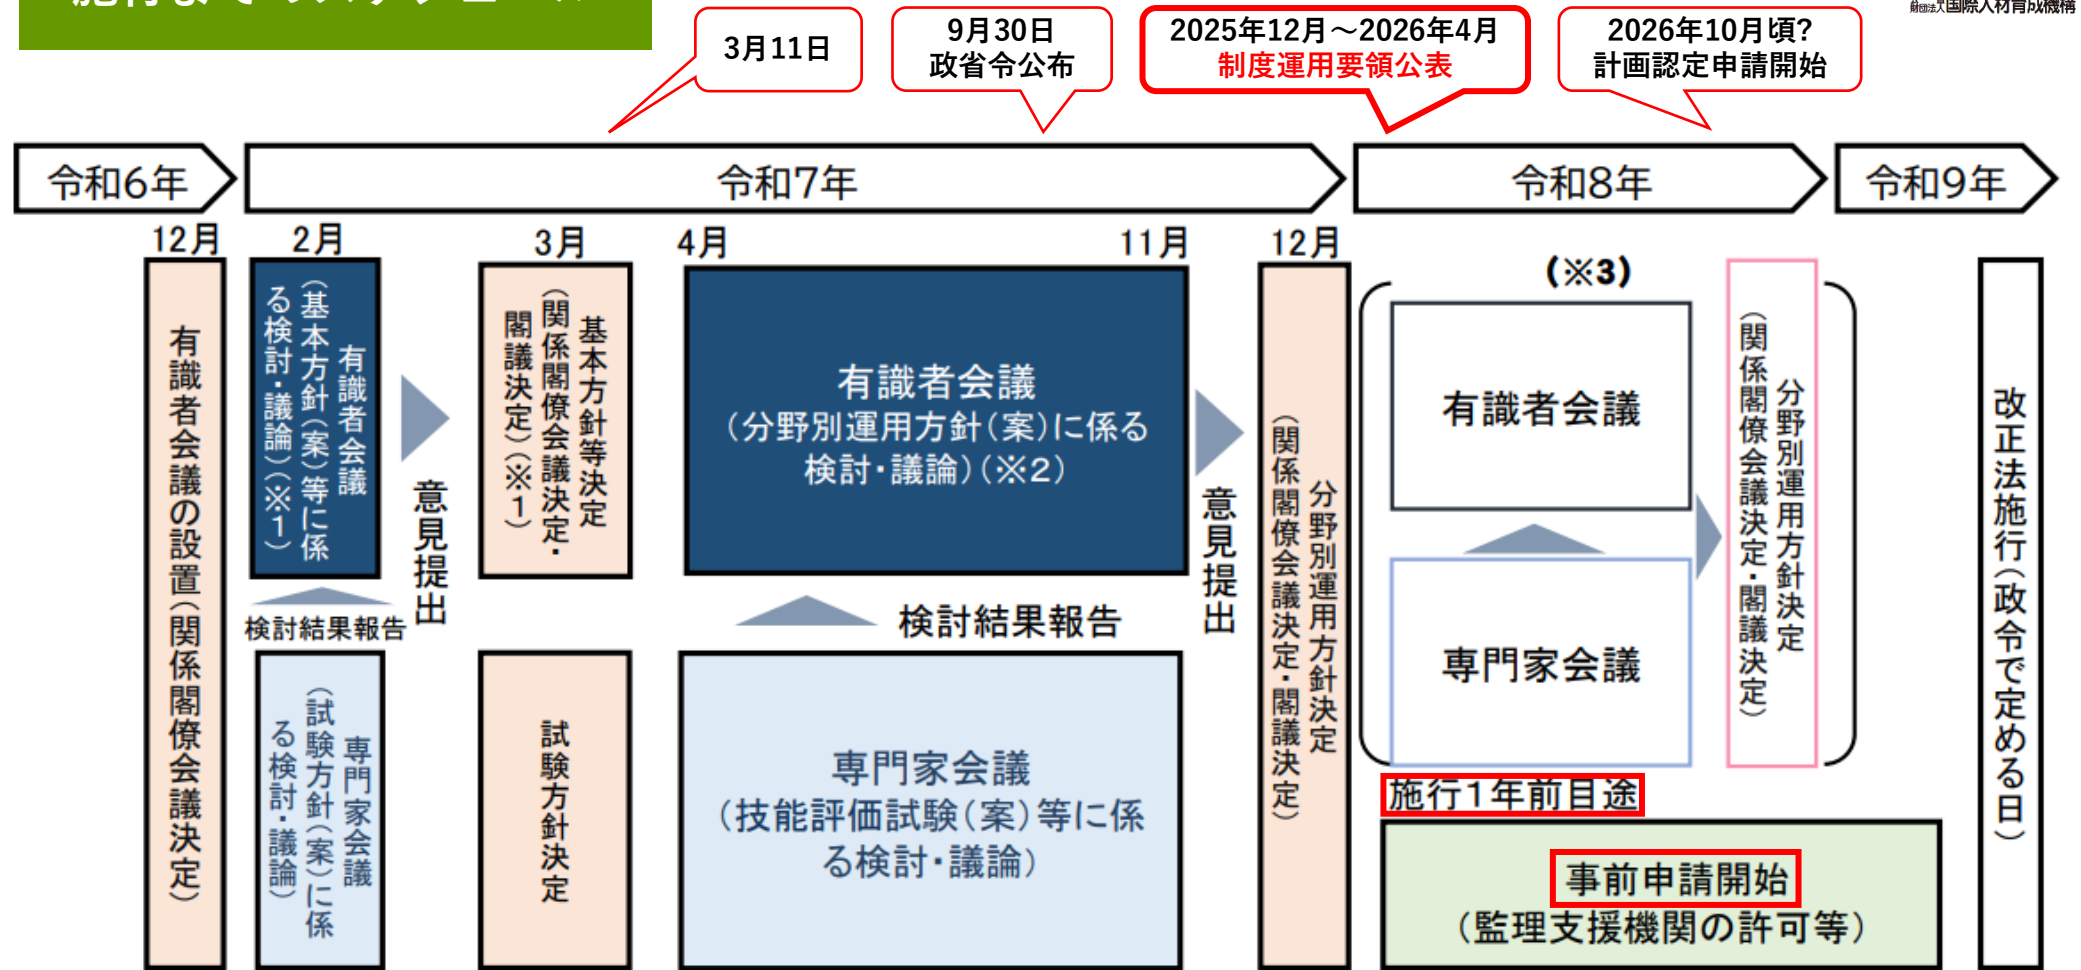 施行までのスケジュール
国際人材育成機構
3月11日
9月30日
政省令公布
2025年12月～2026年4月
制度運用要領公表
2026年10月頃?
計画認定申請開始
令和6年
令和7年
令和8年
令和9年
12月
2月
3月
4月
11月
12月
有識者会議の設置（関係閣僚会議決定）
有識者会議
（基本方針（案）等に係
る検討・議論）（※１）
検討結果報告
専門家会議
（試験方針（案）に係
る検討・議論）
意見提出
基本方針等決定
（関係閣僚会議決定・
閣議決定）（※１）
試験方針決定
有識者会議
（分野別運用方針（案）に係る
検討・議論）（※２）
検討結果報告
専門家会議
（技能評価試験（案）等に係
る検討・議論）
意見提出
分野別運用方針決定
（関係閣僚会議決定・閣議決定）
(※3)
有識者会議
専門家会議
分野別運用方針決定
（関係閣僚会議決定・閣議決定）
施行１年前目途
事前申請開始
（監理支援機関の許可等）
改正法施行（政令で定める日）